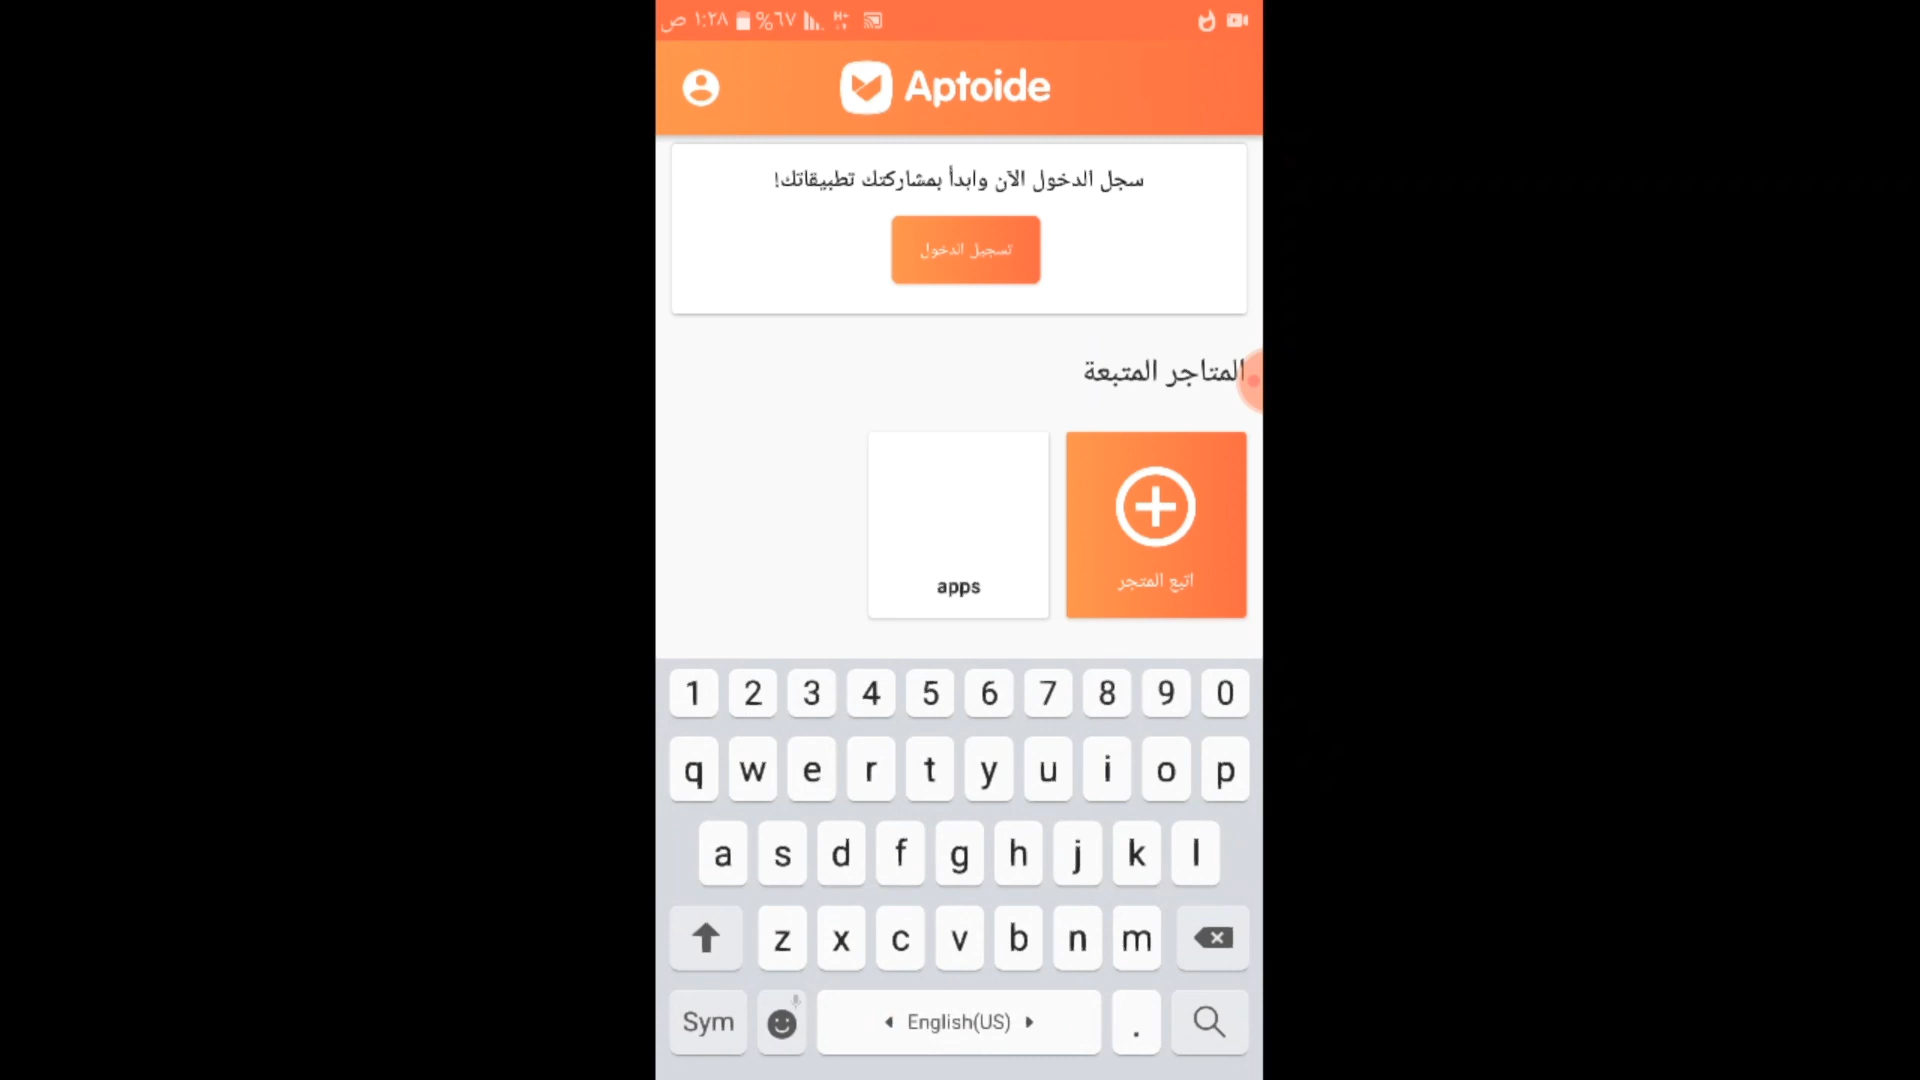 ص ١:٢٨ %٦٧ H+
Aptoide
سجل الدخول الآن وابدأ بمشاركتك تطبيقاتك!
تسجيل الدخول
المتاجر المتبعة
اتبع المتجر
apps
1 2 3 4 5 6 7 8 9 0
q w e r t y u i o p
a s d f g h j k l
z x c v b n m
Sym English(US) .